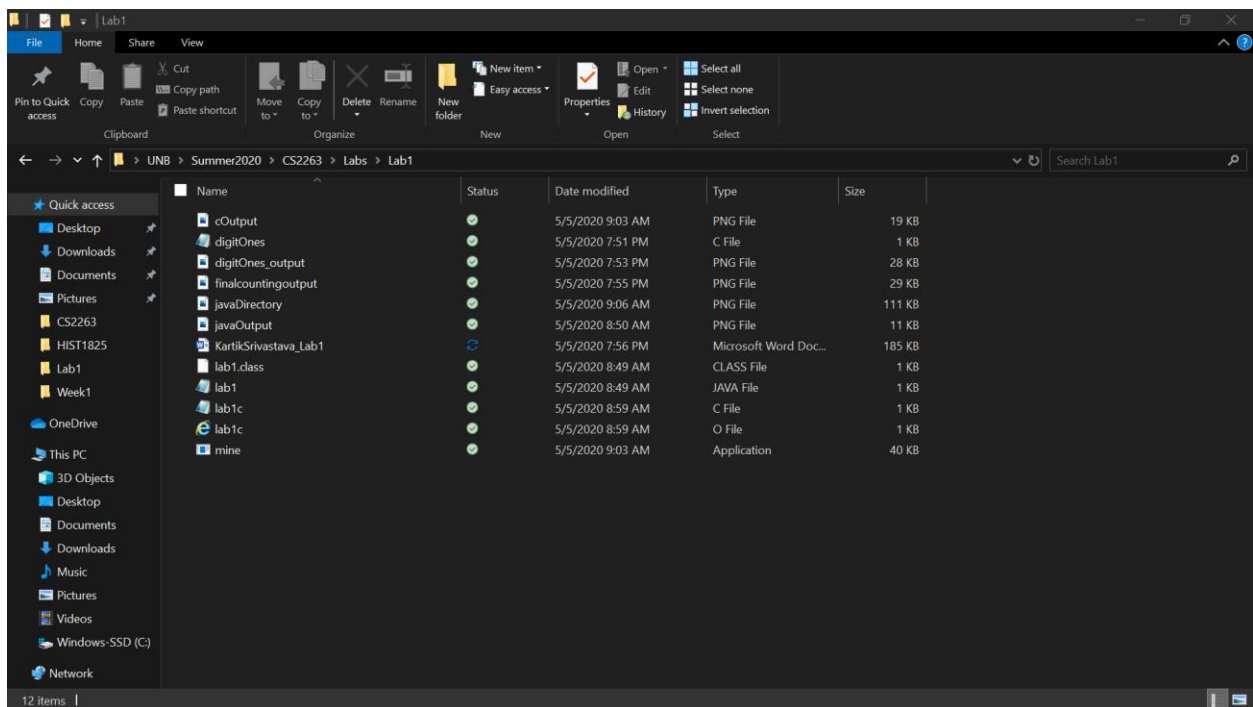 Lab1
File Home Share View
Pin to Quick access
Copy
Paste
Cut
Copy path
Paste shortcut
Clipboard
Move to
Copy to
Delete
Rename
Organize
New folder
New item
Easy access
New
Properties
Open
Edit
History
Open
Select all
Select none
Invert selection
Select
> UNB > Summer2020 > CS2263 > Labs > Lab1
Search Lab1
Quick access
Desktop
Downloads
Documents
Pictures
CS2263
HIST1825
Lab1
Week1
OneDrive
This PC
3D Objects
Desktop
Documents
Downloads
Music
Pictures
Videos
Windows-SSD (C:)
Network
Name Status Date modified Type Size
cOutput 5/5/2020 9:03 AM PNG File 19 KB
digitOnes 5/5/2020 7:51 PM C File 1 KB
digitOnes_output 5/5/2020 7:53 PM PNG File 28 KB
finalcountingoutput 5/5/2020 7:55 PM PNG File 29 KB
javaDirectory 5/5/2020 9:06 AM PNG File 111 KB
javaOutput 5/5/2020 8:50 AM PNG File 11 KB
KartikSrivastava_Lab1 5/5/2020 7:56 PM Microsoft Word Doc... 185 KB
lab1.class 5/5/2020 8:49 AM CLASS File 1 KB
lab1 5/5/2020 8:49 AM JAVA File 1 KB
lab1c 5/5/2020 8:59 AM C File 1 KB
lab1c 5/5/2020 8:59 AM O File 1 KB
mine 5/5/2020 9:03 AM Application 40 KB
12 items